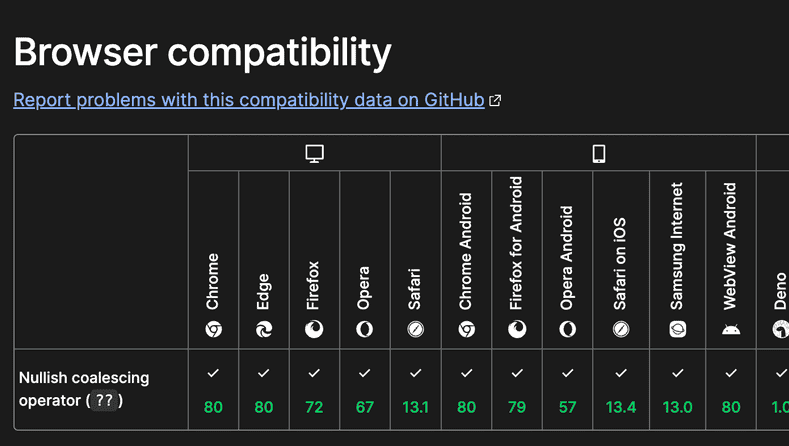 Browser compatibility
Report problems with this compatibility data on GitHub
Chrome
Edge
Firefox
Opera
Safari
Chrome Android
Firefox for Android
Opera Android
Safari on iOS
Samsung Internet
WebView Android
Deno
Nullish coalescing
operator (??)
80
80
72
67
13.1
80
79
57
13.4
13.0
80
1.0